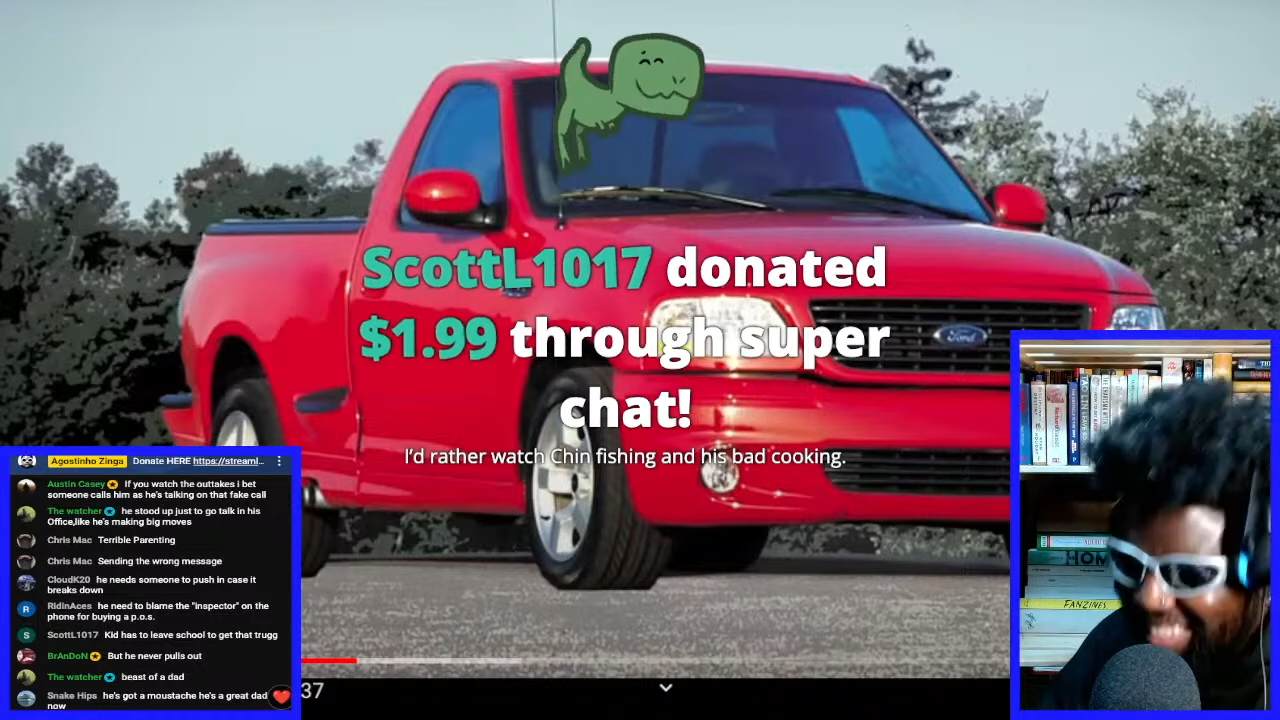 ScottL1017 donated
$1.99 through super
chat!
I'd rather watch Chin fishing and his bad cooking.
Ford
Agostinho Zinga Donate HERE https://streaml...
Austin Casey If you watch the outtakes i bet
someone calls him as he's talking on that fake call
The watcher he stood up just to go talk in his
Office,like he's making big moves
Chris Mac Terrible Parenting
Chris Mac Sending the wrong message
CloudK20 he needs someone to push in case it
breaks down
R
RidinAces he need to blame the "inspector" on the
phone for buying a p.o.s.
S
ScottL1017 Kid has to leave school to get that trugg
BrAnDoN But he never pulls out
The watcher beast of a dad
Snake Hips he's got a moustache he's a great dad
now
37
TAO LIN LEAVE
HOM
FANZINES